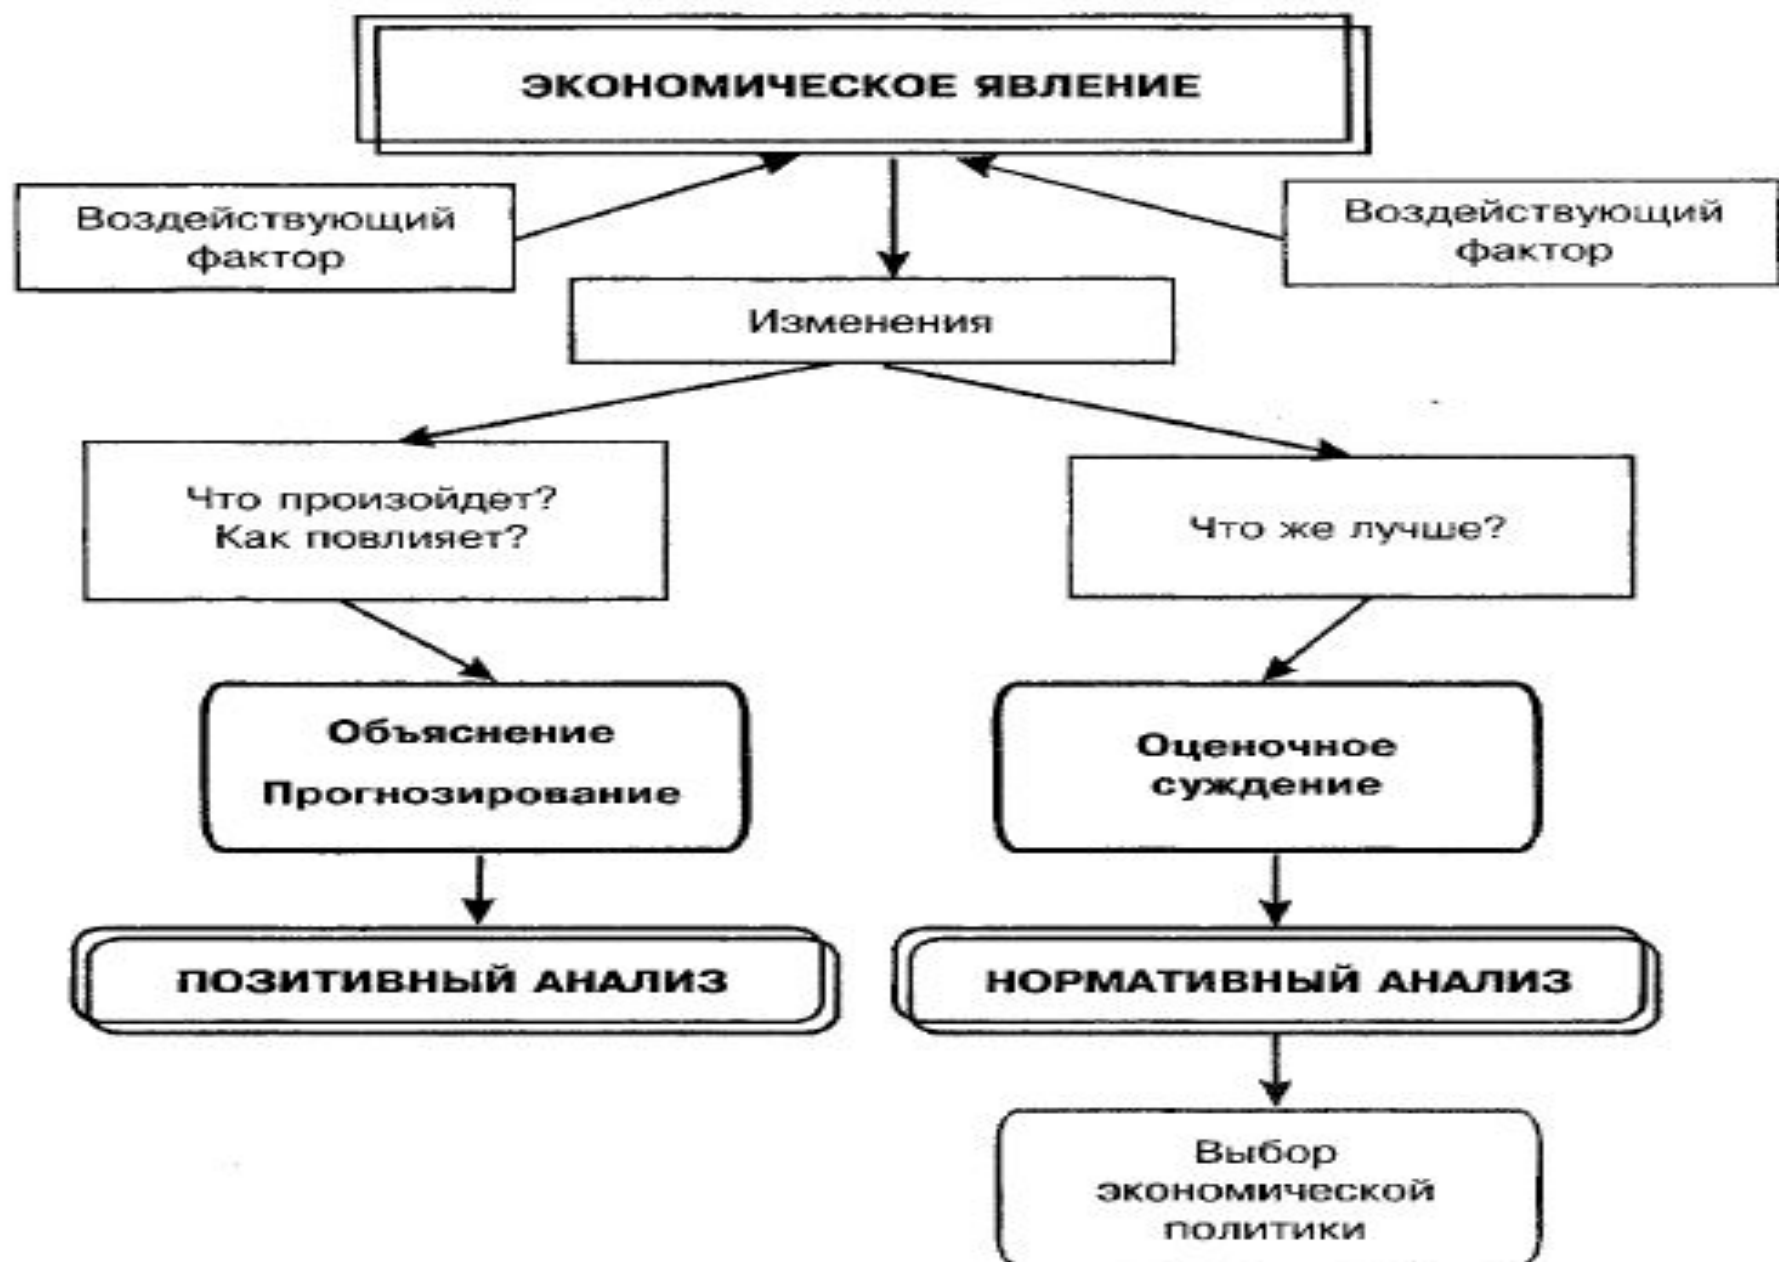 ЭКОНОМИЧЕСКОЕ ЯВЛЕНИЕ
Воздействующий
фактор
Воздействующий
фактор
Изменения
Что произойдет?
Как повлияет?
Что же лучше?
Объяснение
Прогнозирование
Оценочное
суждение
ПОЗИТИВНЫЙ АНАЛИЗ
НОРМАТИВНЫЙ АНАЛИЗ
Выбор
экономической
политики